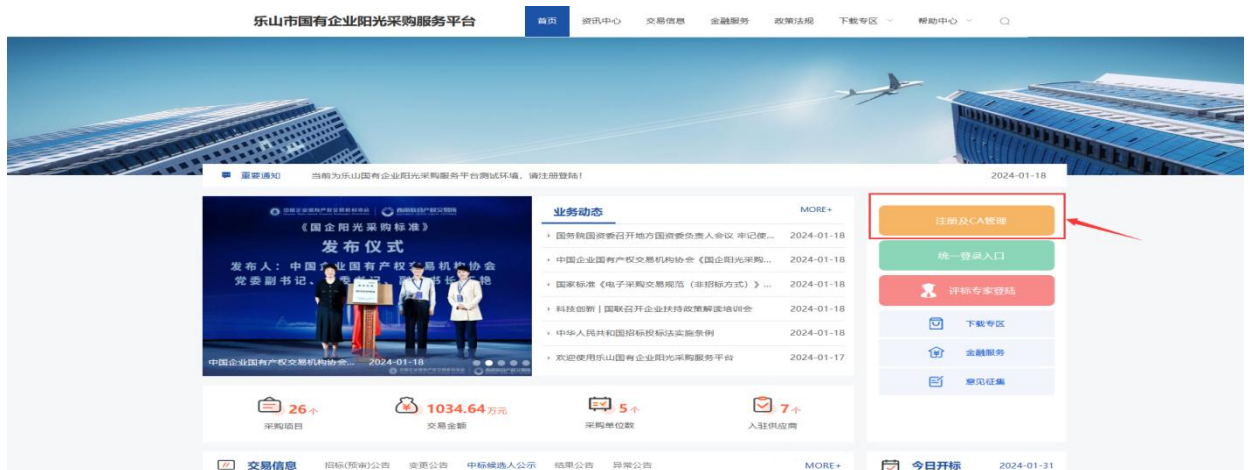 乐山市国有企业阳光采购服务平台 首页 资讯中心 交易信息 金融服务 政策法规 下载专区 帮助中心
重要通知 当前为乐山国有企业阳光采购服务平台测试环境，请注册登陆！ 2024-01-18
《国企阳光采购标准》
发布仪式
发布人：中国企业国有产权交易机构协会
党委副书记、
中国企业国有产权交易机构协会... 2024-01-18
业务动态 MORE+
国务院国资委召开地方国资委负责人会议 牢记使... 2024-01-18
中国企业国有产权交易机构协会《国企阳光采购... 2024-01-18
国家标准《电子采购交易规范（非招标方式）》... 2024-01-18
科技创新 | 国联召开企业扶持政策解读培训会 2024-01-18
中华人民共和国招标投标法实施条例 2024-01-18
欢迎使用乐山国有企业阳光采购服务平台 2024-01-17
注册及CA管理
统一登录入口
评标专家登陆
下载专区
金融服务
意见征集
26个 1034.64万元 5个 7个
采购项目 交易金额 采购单位数 入驻供应商
交易信息 招标(预审)公告 变更公告 中标候选人公示 结果公告 异常公告 MORE+
今日开标 2024-01-31